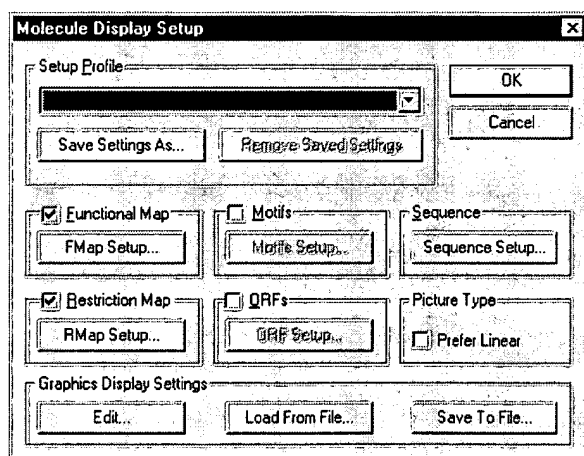 Molecule Display Setup
Setup Profile
OK
Cancel
Save Settings As...
Remove Saved Settings
Functional Map
Motifs
Sequence
FMap Setup...
Motifs Setup...
Sequence Setup...
Restriction Map
ORFs
Picture Type
RMap Setup...
ORF Setup...
Prefer Linear
Graphics Display Settings
Edit...
Load From File...
Save To File...